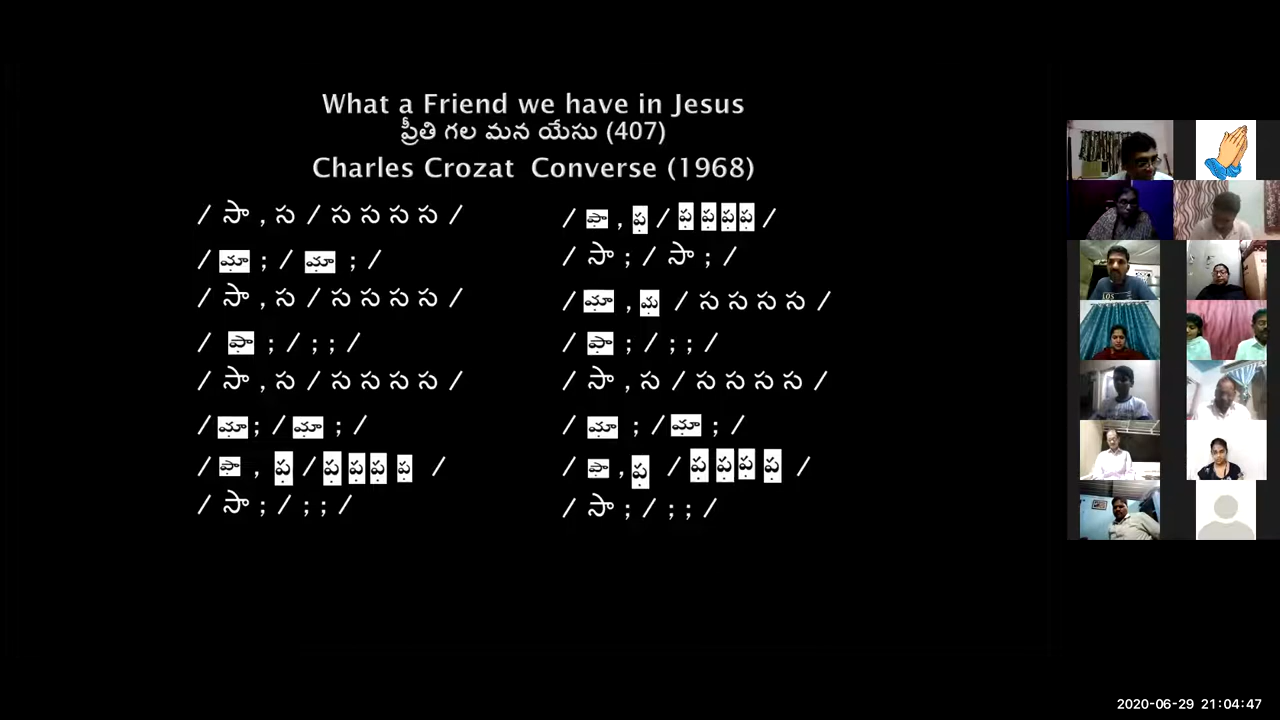 What a Friend we have in Jesus
ప్రీతి గల మన యేసు (407)
Charles Crozat Converse (1968)
/ సా , స / స స స స /
/ మా ; / మా ; /
/ సా , స / స స స స /
/ పా ; / ; ; /
/ సా , స / స స స స /
/ మా ; / మా ; /
/ పా , ప / ప ప ప ప /
/ సా ; / ; ; /
/ పా , ప / ప ప ప ప /
/ సా ; / సా ; /
/ మా , మ / స స స స /
/ పా ; / ; ; /
/ సా , స / స స స స /
/ మా ; / మా ; /
/ పా , ప / ప ప ప ప /
/ సా ; / ; ; /
2020-06-29 21:04:47